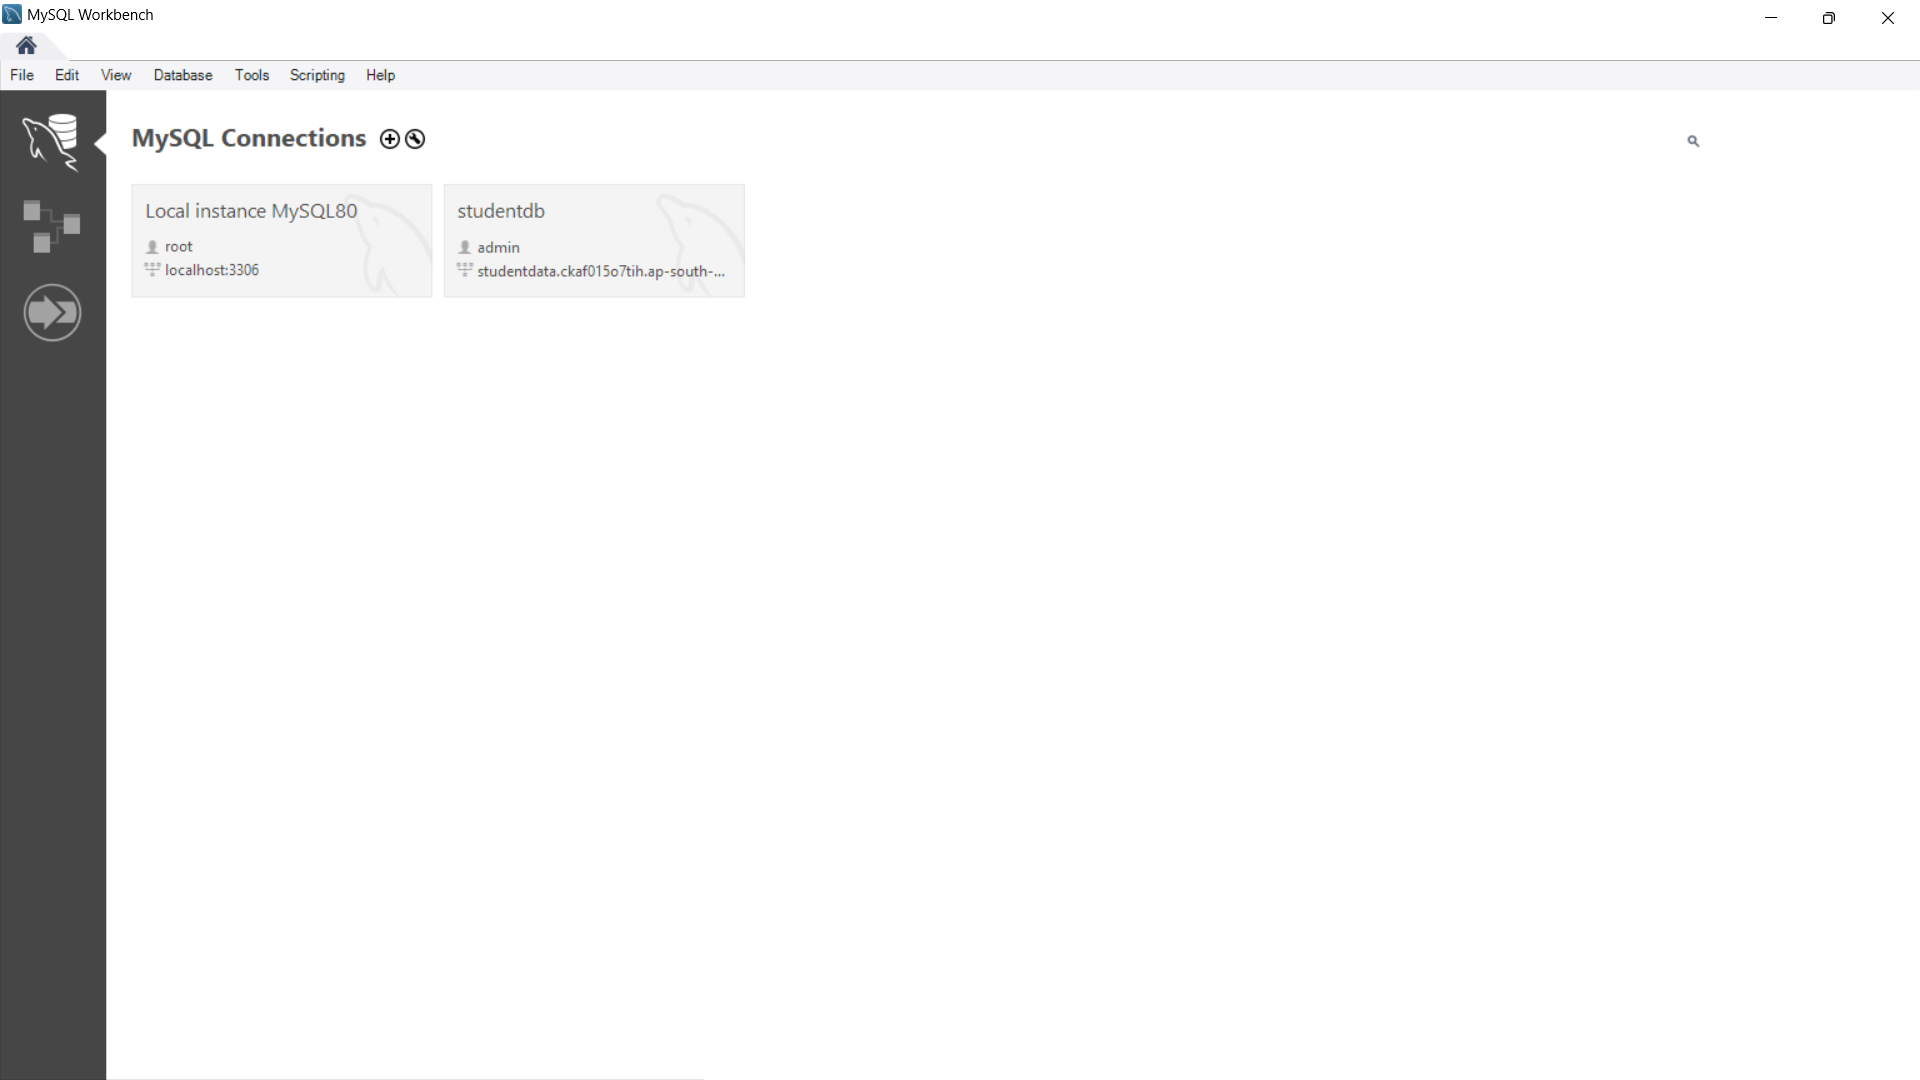 MySQL Workbench
File Edit View Database Tools Scripting Help
MySQL Connections
Local instance MySQL80
root
localhost:3306
studentdb
admin
studentdata.ckaf015o7tih.ap-south-...